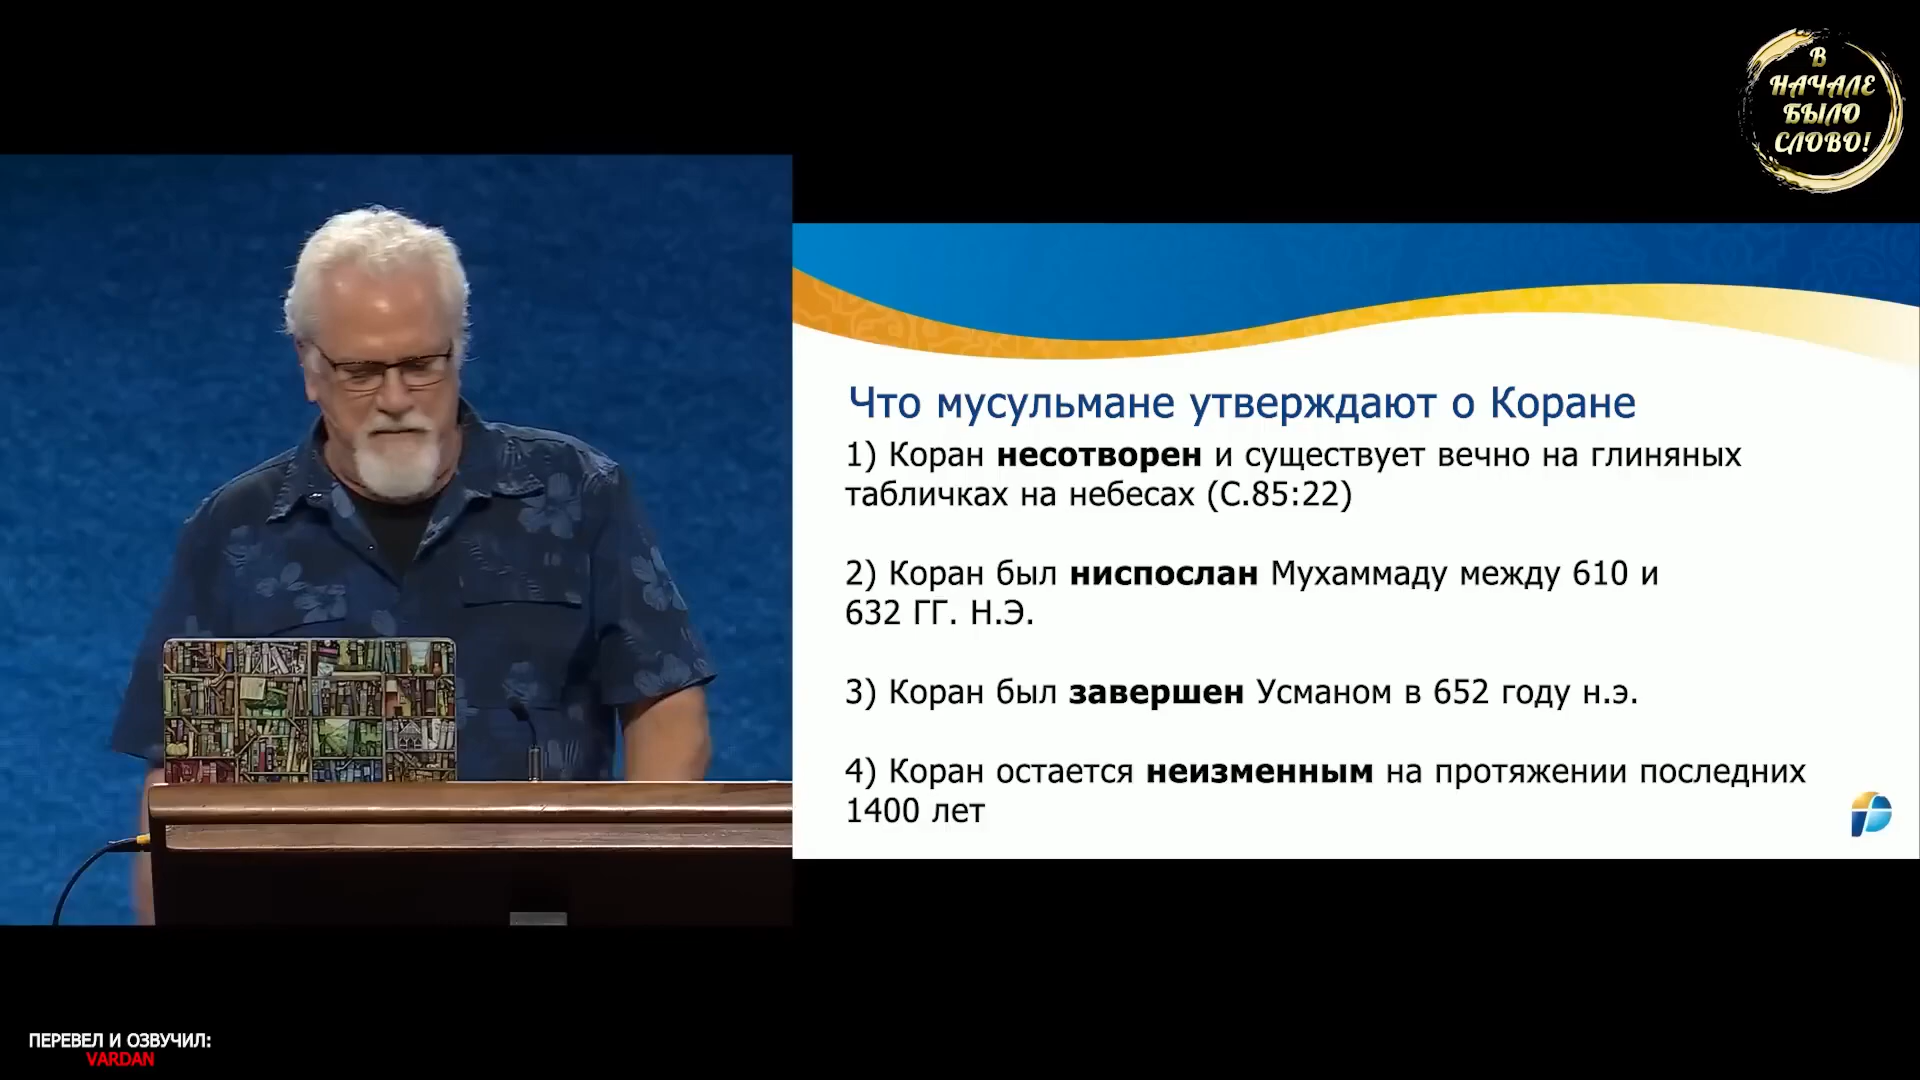 В
НАЧАЛЕ
БЫЛО
СЛОВО!
Что мусульмане утверждают о Коране
1) Коран несотворен и существует вечно на глиняных
табличках на небесах (С.85:22)
2) Коран был ниспослан Мухаммаду между 610 и
632 ГГ. Н.Э.
3) Коран был завершен Усманом в 652 году н.э.
4) Коран остается неизменным на протяжении последних
1400 лет
ПЕРЕВЕЛ И ОЗВУЧИЛ:
VARDAN